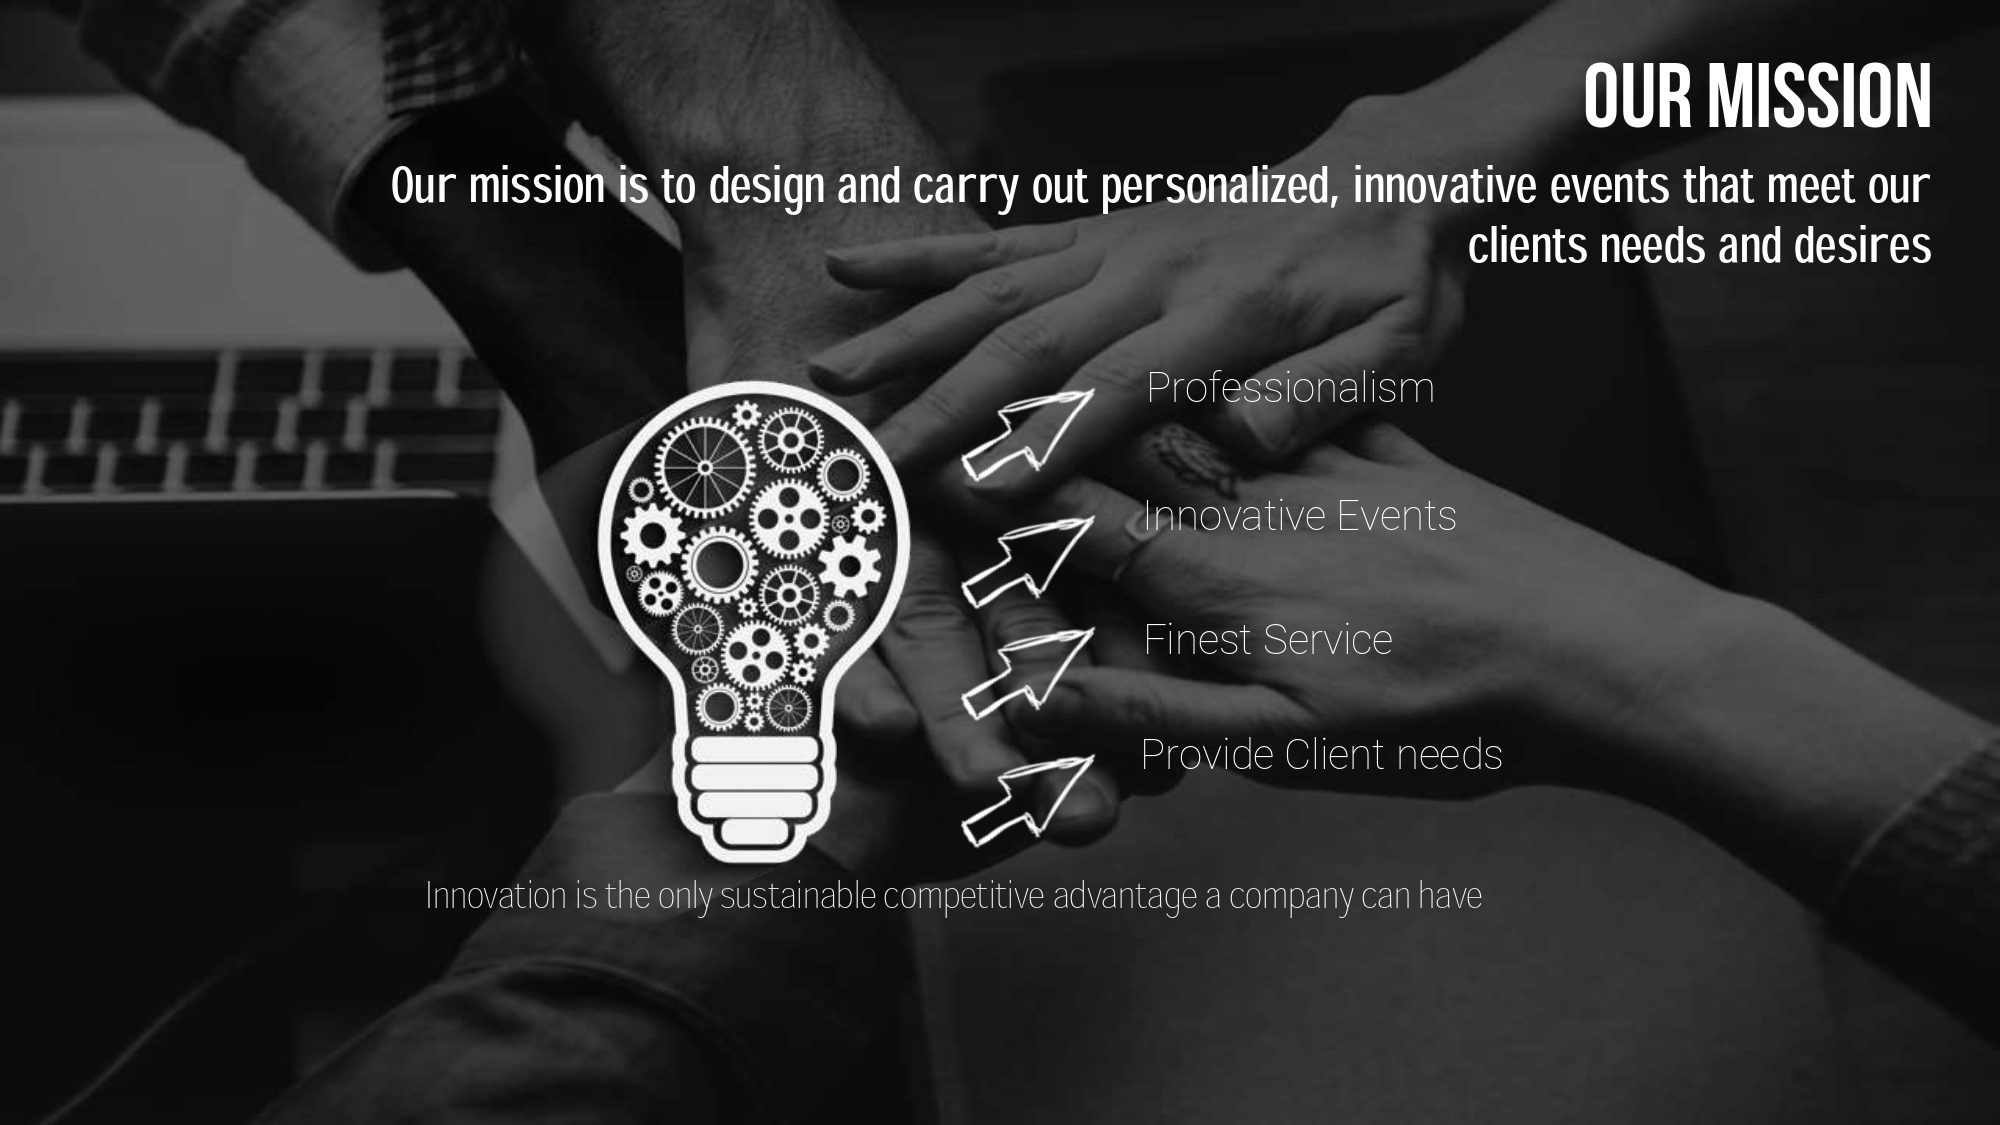 OUR MISSION
Our mission is to design and carry out personalized, innovative events that meet our
clients needs and desires
Professionalism
Innovative Events
Finest Service
Provide Client needs
Innovation is the only sustainable competitive advantage a company can have